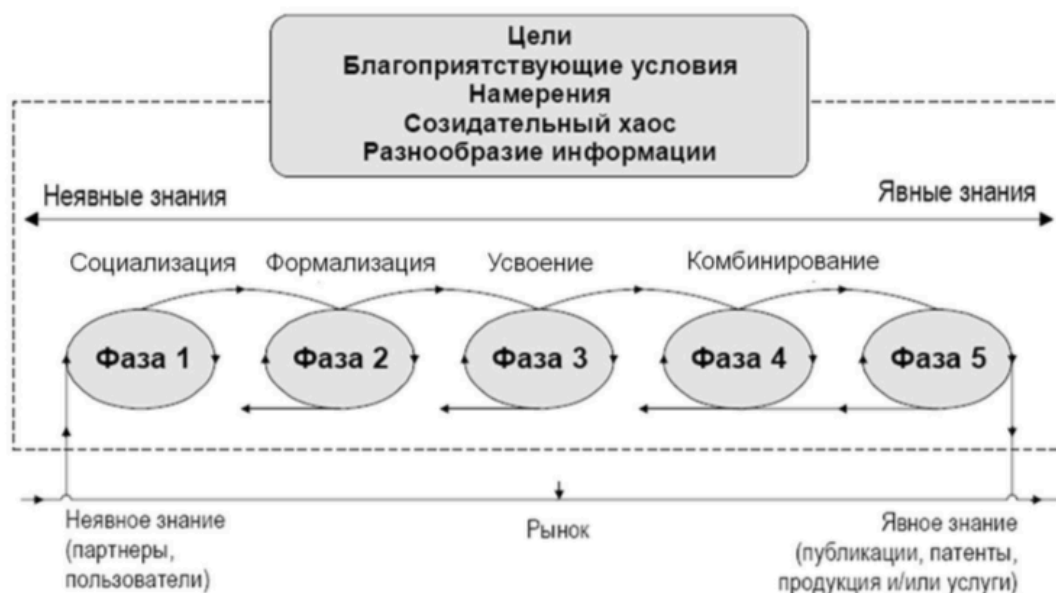 Цели
Благоприятствующие условия
Намерения
Созидательный хаос
Разнообразие информации
Неявные знания
Явные знания
Социализация
Формализация
Усвоение
Комбинирование
Фаза 1
Фаза 2
Фаза 3
Фаза 4
Фаза 5
Неявное знание
(партнеры,
пользователи)
Рынок
Явное знание
(публикации, патенты,
продукция и/или услуги)